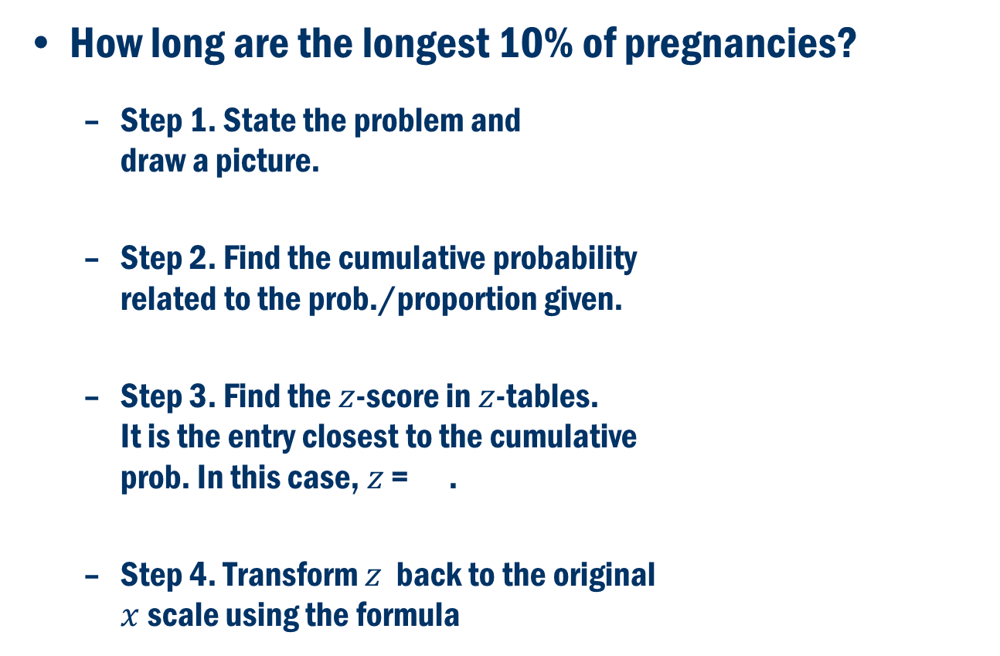 • How long are the longest 10% of pregnancies?
– Step 1. State the problem and
draw a picture.
– Step 2. Find the cumulative probability
related to the prob./proportion given.
– Step 3. Find the z-score in z-tables.
It is the entry closest to the cumulative
prob. In this case, z = .
– Step 4. Transform z back to the original
x scale using the formula